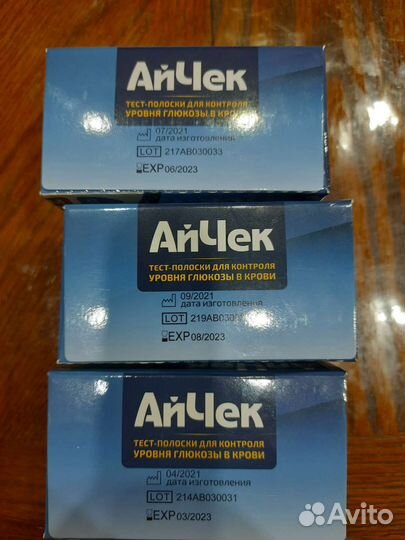 АйЧек
ТЕСТ-ПОЛОСКИ ДЛЯ КОНТРОЛЯ
УРОВНЯ ГЛЮКОЗЫ В КРОВИ
07/2021
дата изготовления
LOT 217AB030033
EXP 06/2023
АйЧек
ТЕСТ-ПОЛОСКИ ДЛЯ КОНТРОЛЯ
УРОВНЯ ГЛЮКОЗЫ В КРОВИ
09/2021
дата изготовления
LOT
EXP 08/2023
АйЧек
ТЕСТ-ПОЛОСКИ ДЛЯ КОНТРОЛЯ
УРОВНЯ ГЛЮКОЗЫ В КРОВИ
04/2021
дата изготовления
LOT 214AB030031
EXP 03/2023
Avito